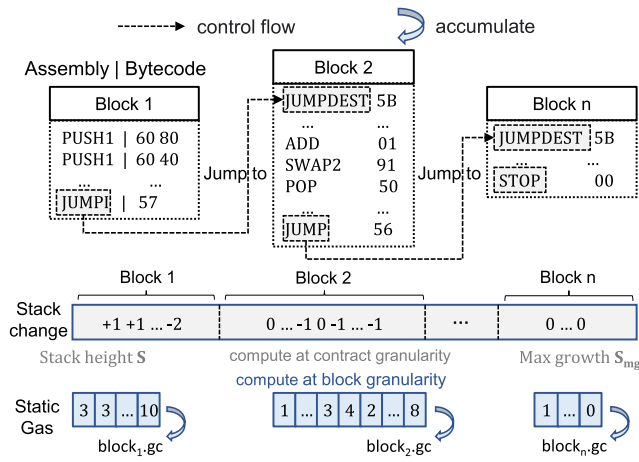 control flow
accumulate
Assembly | Bytecode
Block 1
PUSH1 | 60 80
PUSH1 | 60 40
... ...
JUMPI | 57
Jump to
Block 2
JUMPDEST 5B
... ...
ADD 01
SWAP2 91
POP 50
... ...
JUMP 56
Jump to
Block n
JUMPDEST 5B
... ...
STOP 00
Block 1 Block 2 Block n
Stack change
+1 +1 ... -2 0 ... -1 0 -1 ... -1 ... 0 ... 0
Stack height S compute at contract granularity Max growth Smg
compute at block granularity
Static Gas
3 3 ... 10 1 ... 3 4 2 ... 8 1 ... 0
block1.gc block2.gc blockn.gc